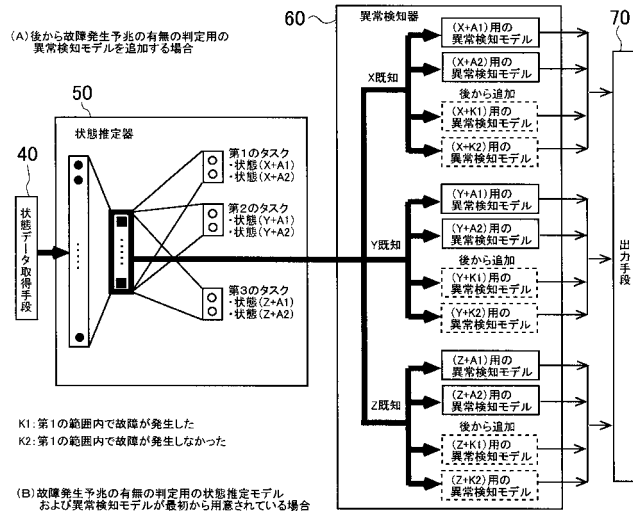 (A)後から故障発生予兆の有無の判定用の
異常検知モデルを追加する場合
50
状態推定器
40
状態データ取得手段
第1のタスク
・状態(X+A1)
・状態(X+A2)
第2のタスク
・状態(Y+A1)
・状態(Y+A2)
第3のタスク
・状態(Z+A1)
・状態(Z+A2)
60
異常検知器
X既知
(X+A1)用の
異常検知モデル
(X+A2)用の
異常検知モデル
後から追加
(X+K1)用の
異常検知モデル
(X+K2)用の
異常検知モデル
Y既知
(Y+A1)用の
異常検知モデル
(Y+A2)用の
異常検知モデル
後から追加
(Y+K1)用の
異常検知モデル
(Y+K2)用の
異常検知モデル
Z既知
(Z+A1)用の
異常検知モデル
(Z+A2)用の
異常検知モデル
後から追加
(Z+K1)用の
異常検知モデル
(Z+K2)用の
異常検知モデル
70
出力手段
K1:第1の範囲内で故障が発生した
K2:第1の範囲内で故障が発生しなかった
(B)故障発生予兆の有無の判定用の状態推定モデル
および異常検知モデルが最初から用意されている場合